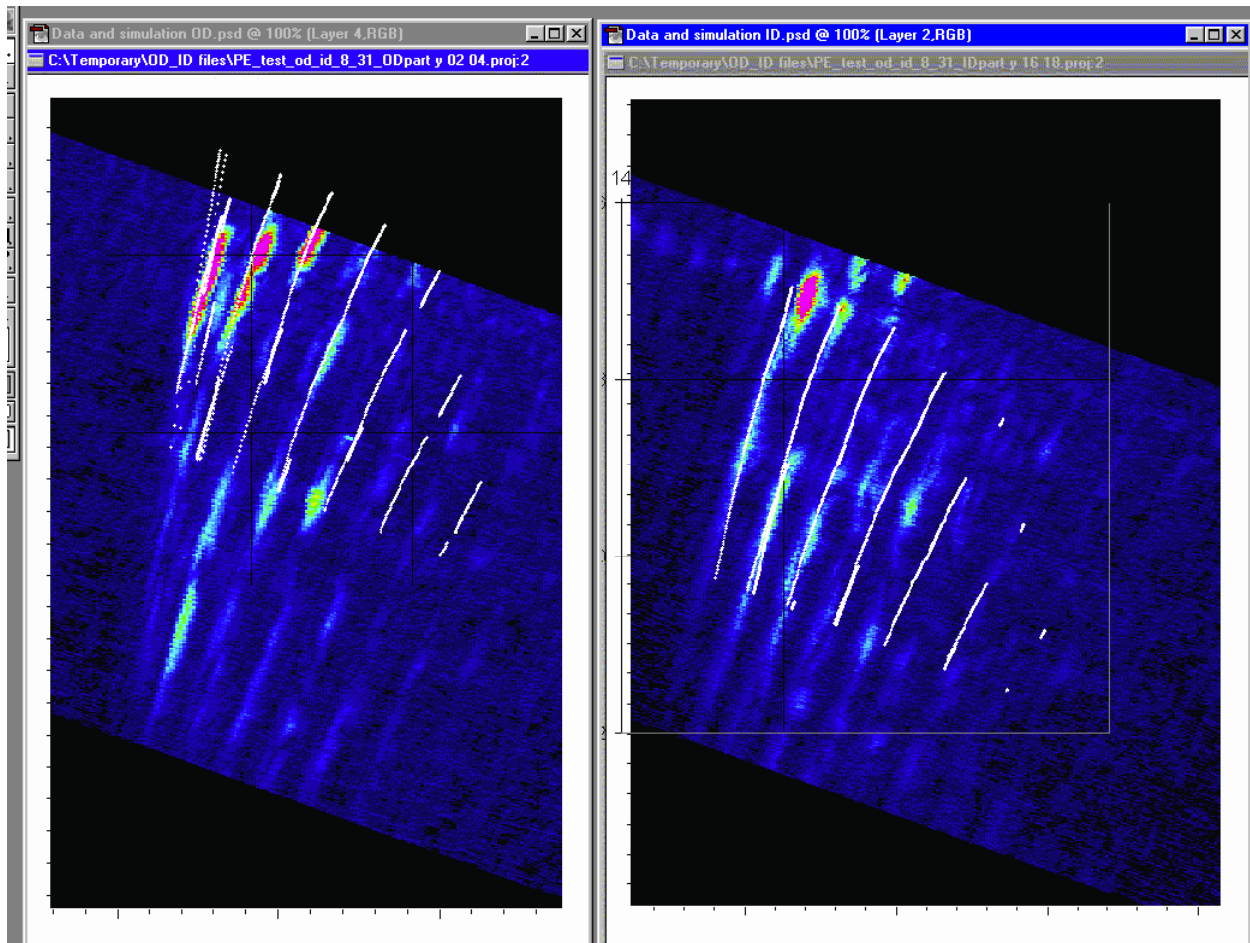 Data and simulation OD.psd @ 100% (Layer 4,RGB)
C:\Temporary\OD_ID files\PE_test_od_id_8_31_ODpart y 02 04.proj:2
Data and simulation ID.psd @ 100% (Layer 2,RGB)
C:\Temporary\OD_ID files\PE_test_od_id_8_31_IDpart y 16 18.proj:2
14